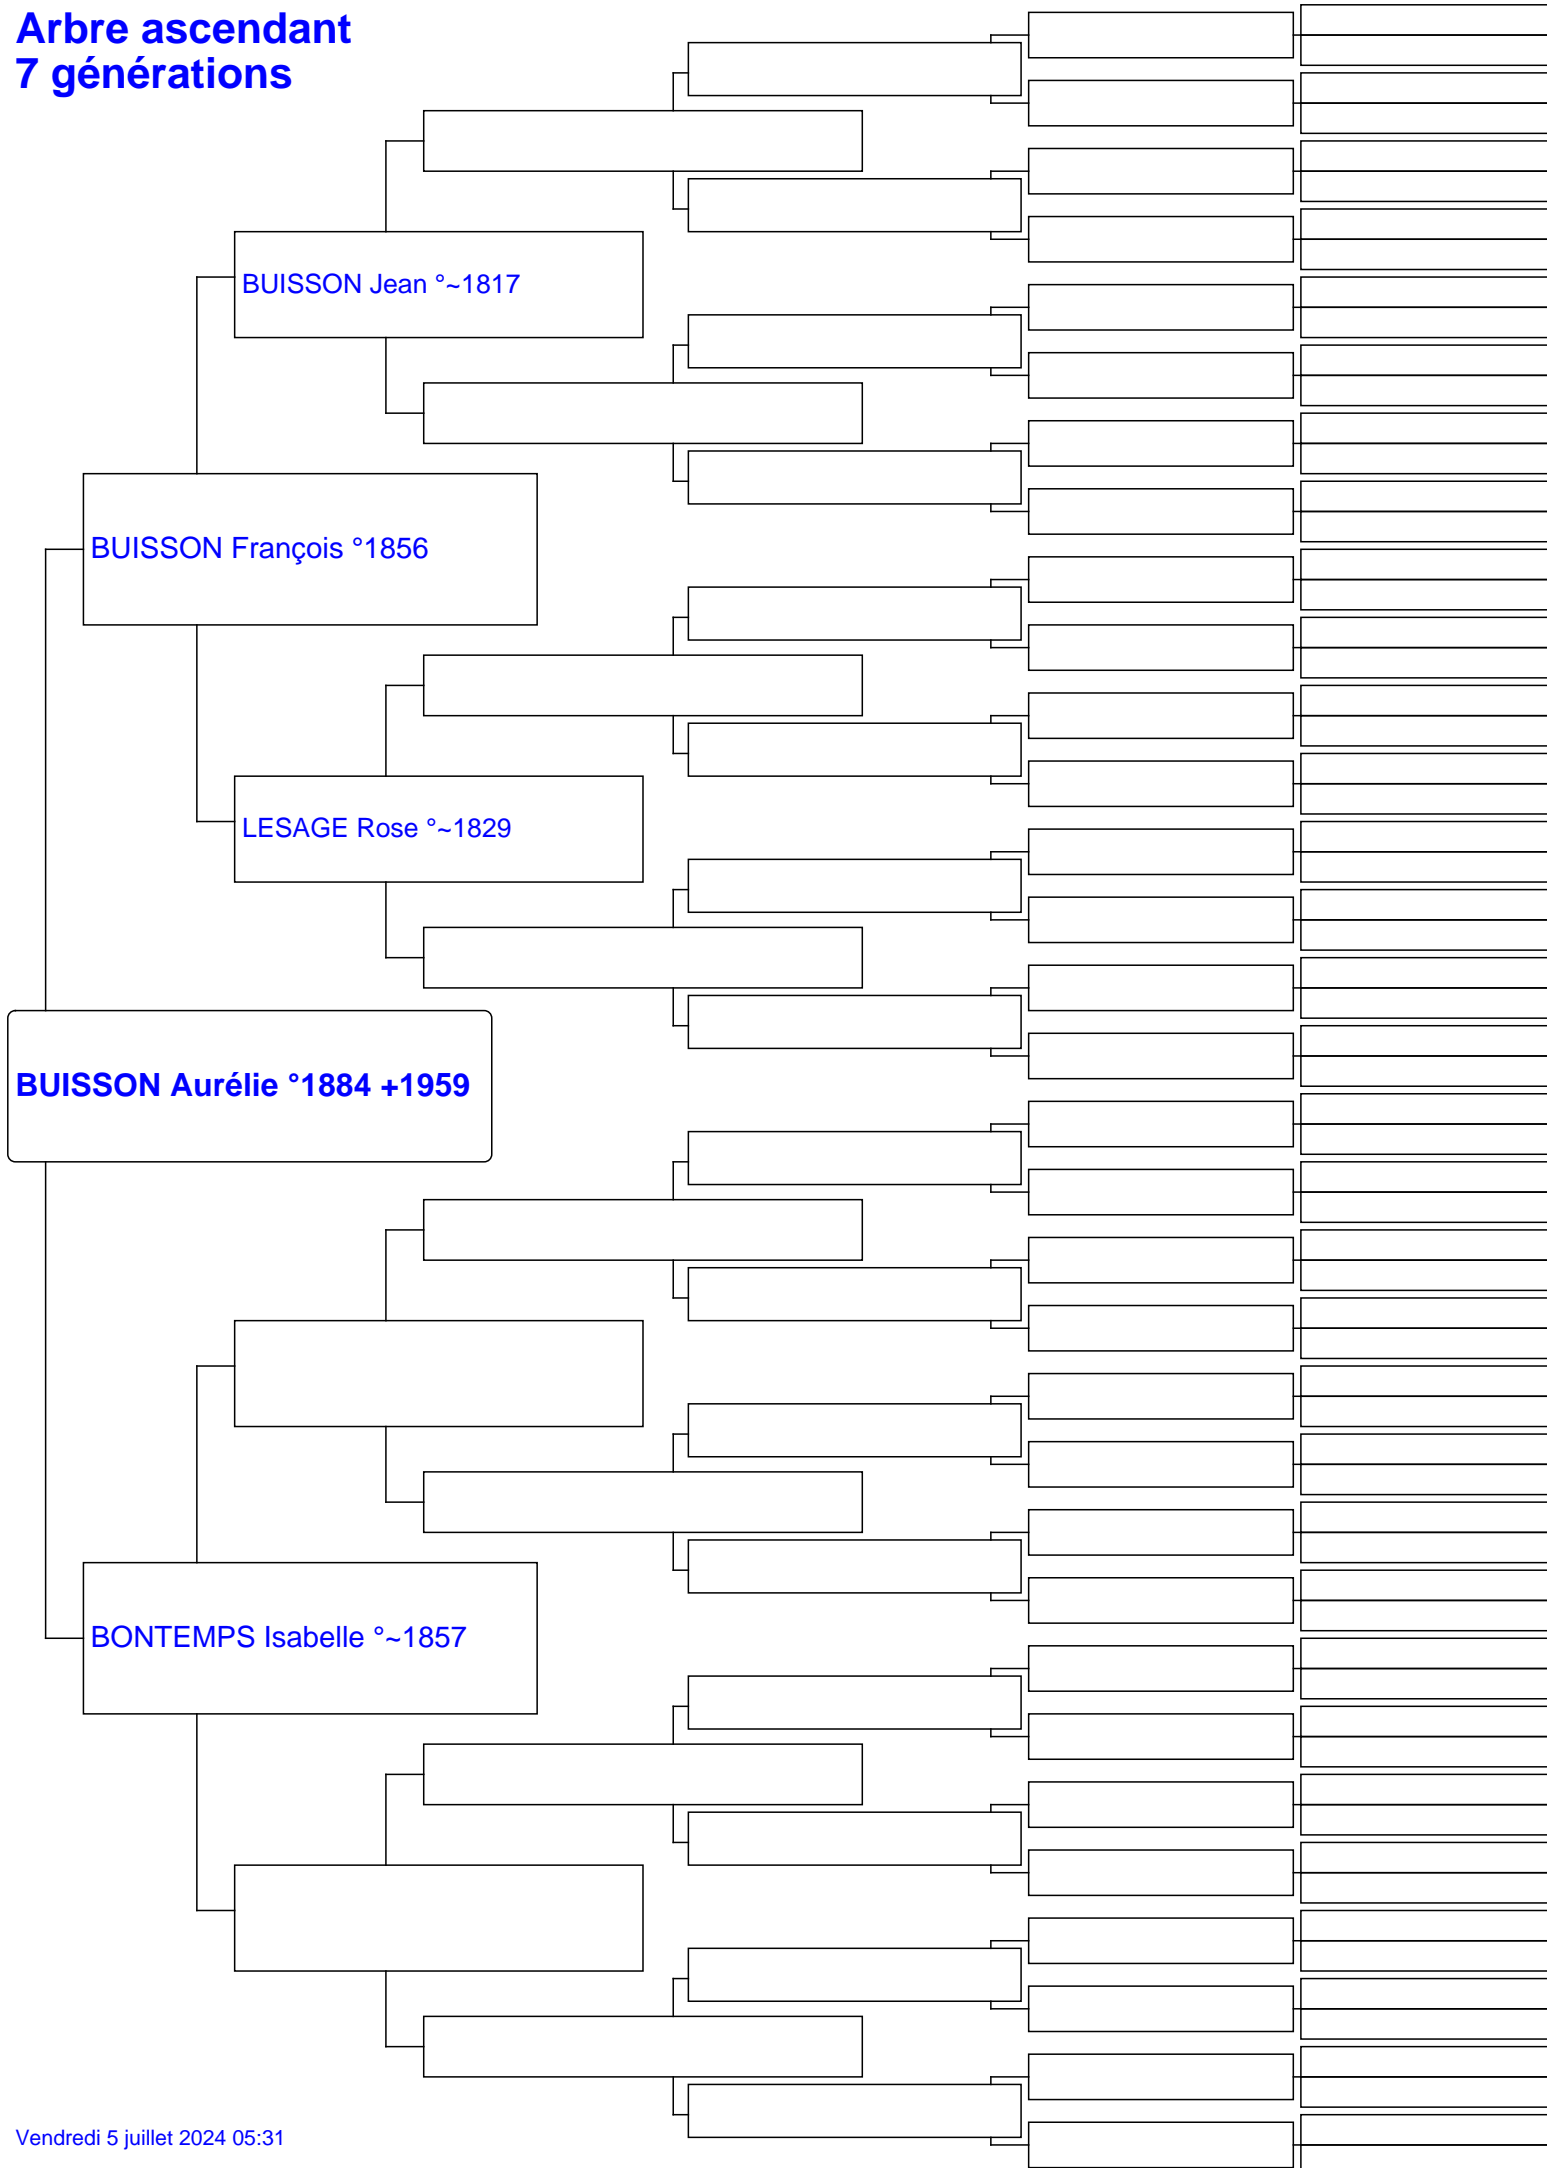 Arbre ascendant
7 générations
BUISSON Jean °~1817
BUISSON François °1856
LESAGE Rose °~1829
BUISSON Aurélie °1884 +1959
BONTEMPS Isabelle °~1857
Vendredi 5 juillet 2024 05:31